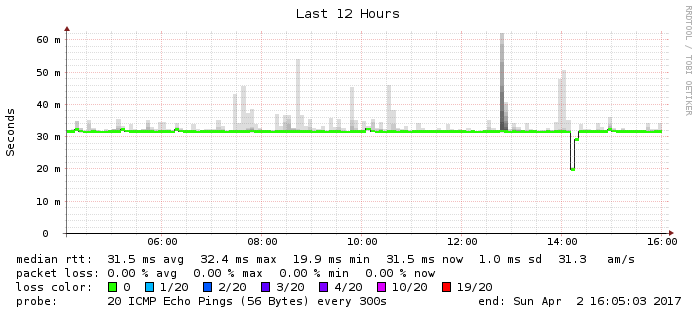 Last 12 Hours
RRDTOOL / TOBI OETIKER
Seconds
60 m
50 m
40 m
30 m
20 m
10 m
0
06:00 08:00 10:00 12:00 14:00 16:00
median rtt: 31.5 ms avg 32.4 ms max 19.9 ms min 31.5 ms now 1.0 ms sd 31.3 am/s
packet loss: 0.00 % avg 0.00 % max 0.00 % min 0.00 % now
loss color: 0 1/20 2/20 3/20 4/20 10/20 19/20
probe: 20 ICMP Echo Pings (56 Bytes) every 300s end: Sun Apr 2 16:05:03 2017